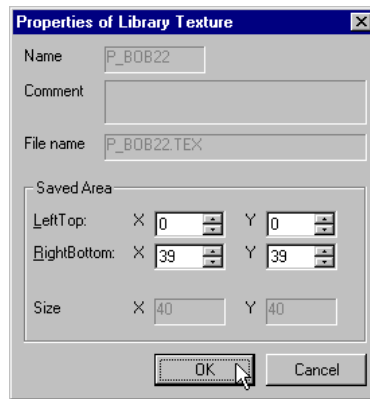 Properties of Library Texture
Name P_BOB22
Comment
File name P_BOB22.TEX
Saved Area
LeftTop: X 0 Y 0
RightBottom: X 39 Y 39
Size X 40 Y 40
OK Cancel